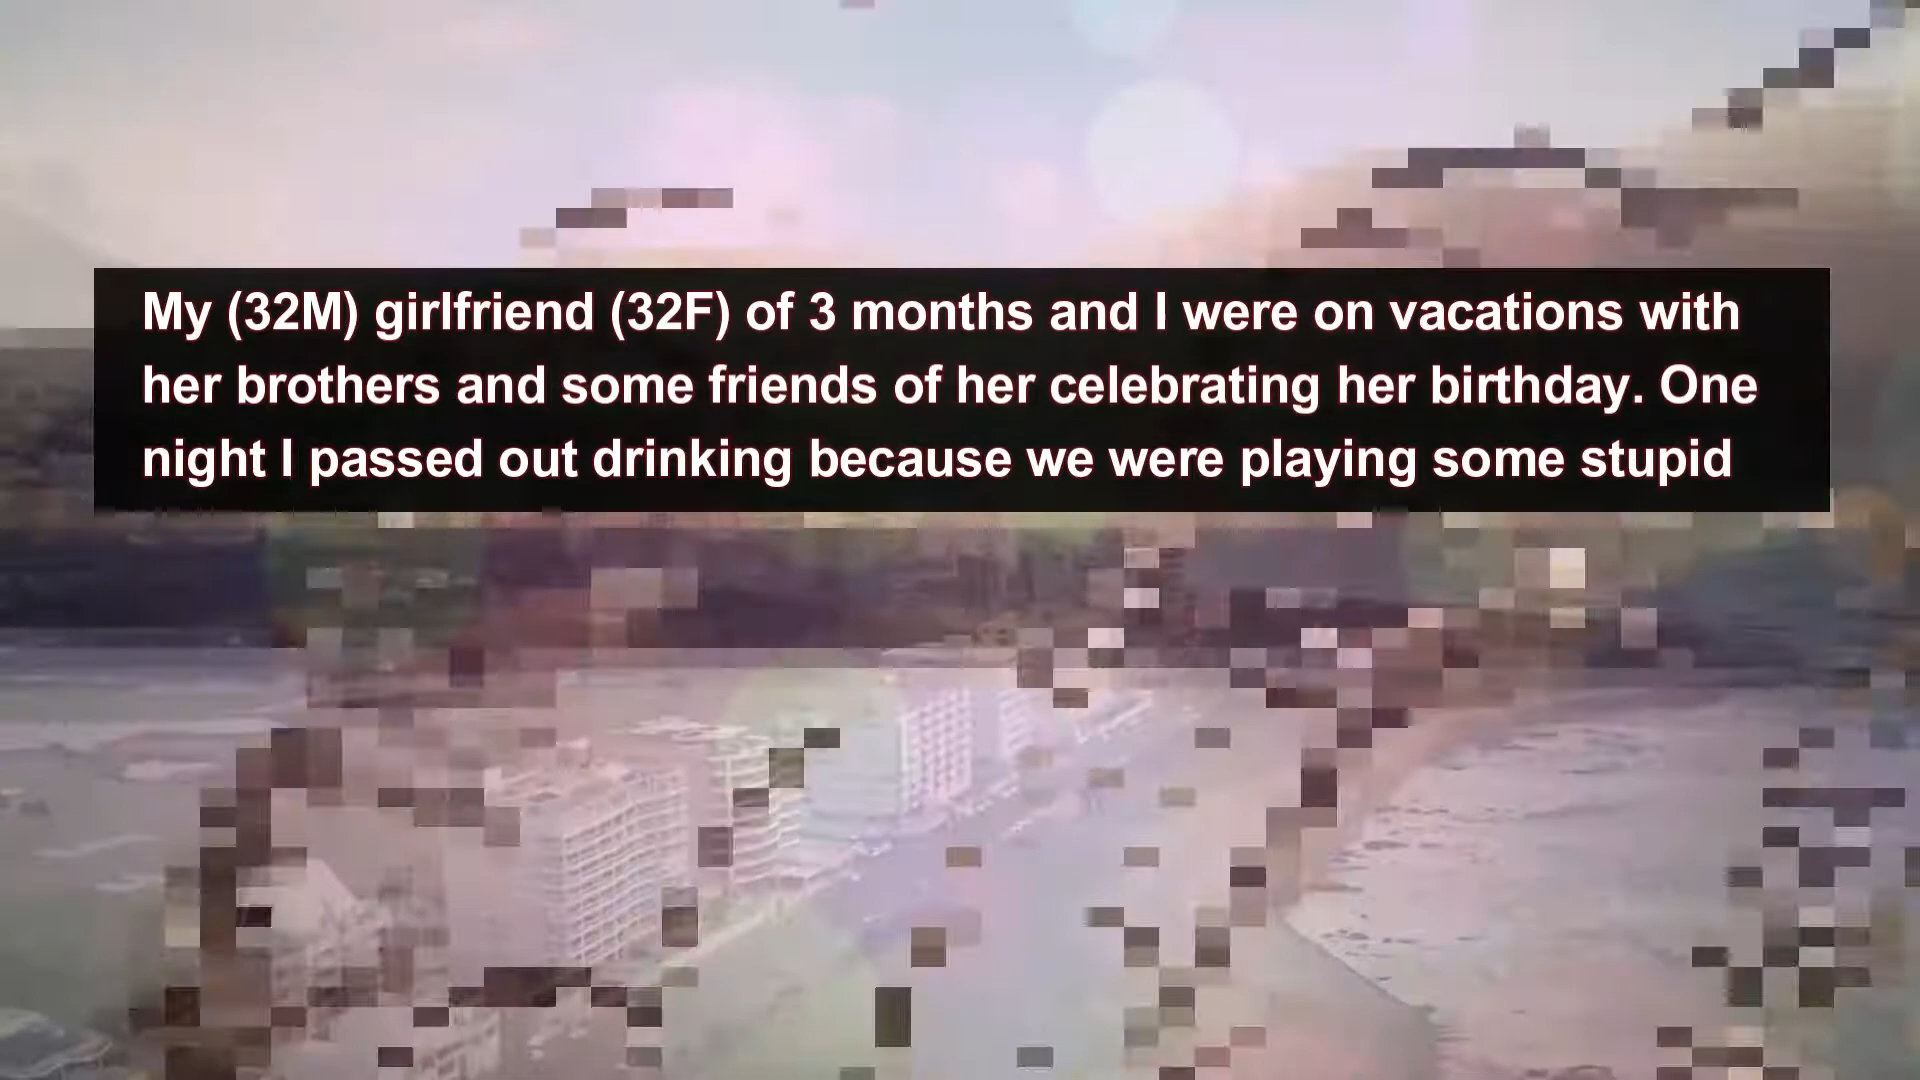 My (32M) girlfriend (32F) of 3 months and I were on vacations with
her brothers and some friends of her celebrating her birthday. One
night I passed out drinking because we were playing some stupid